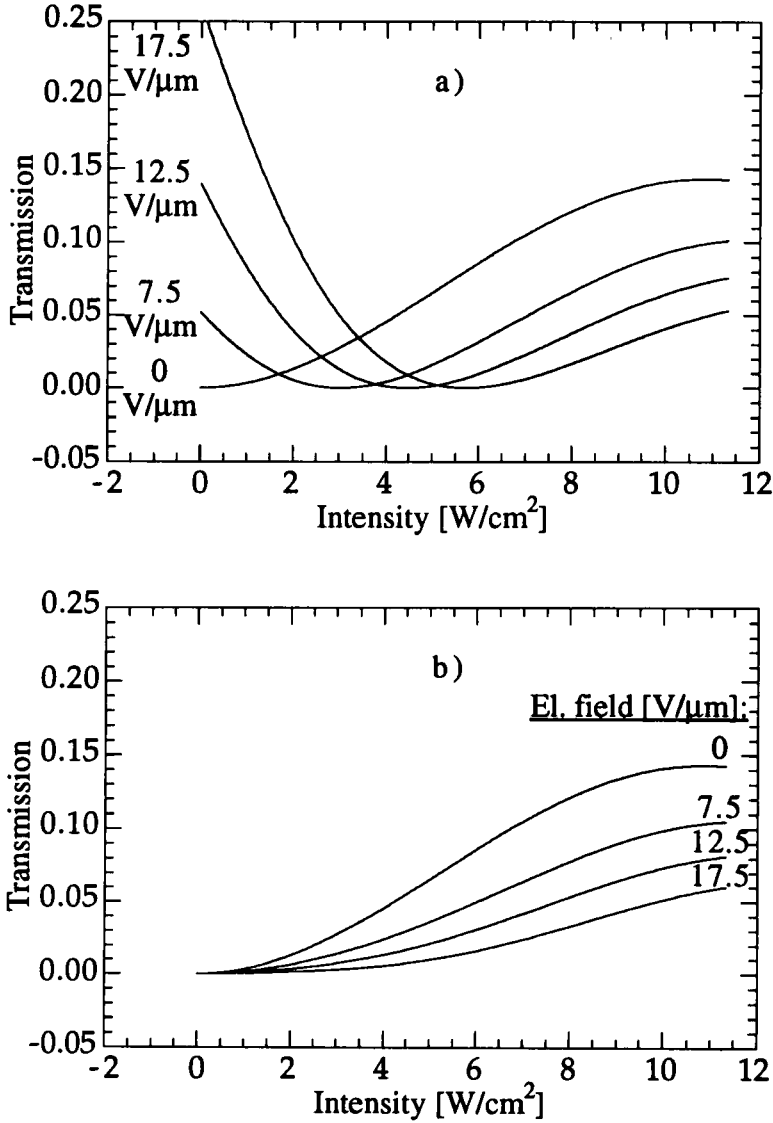 0.25
0.20
0.15
0.10
0.05
0.00
-0.05
Transmission
17.5
V/μm
12.5
V/μm
7.5
V/μm
0
V/μm
a)
-2 0 2 4 6 8 10 12
Intensity [W/cm²]
0.25
0.20
0.15
0.10
0.05
0.00
-0.05
Transmission
b)
El. field [V/μm]:
0
7.5
12.5
17.5
-2 0 2 4 6 8 10 12
Intensity [W/cm²]